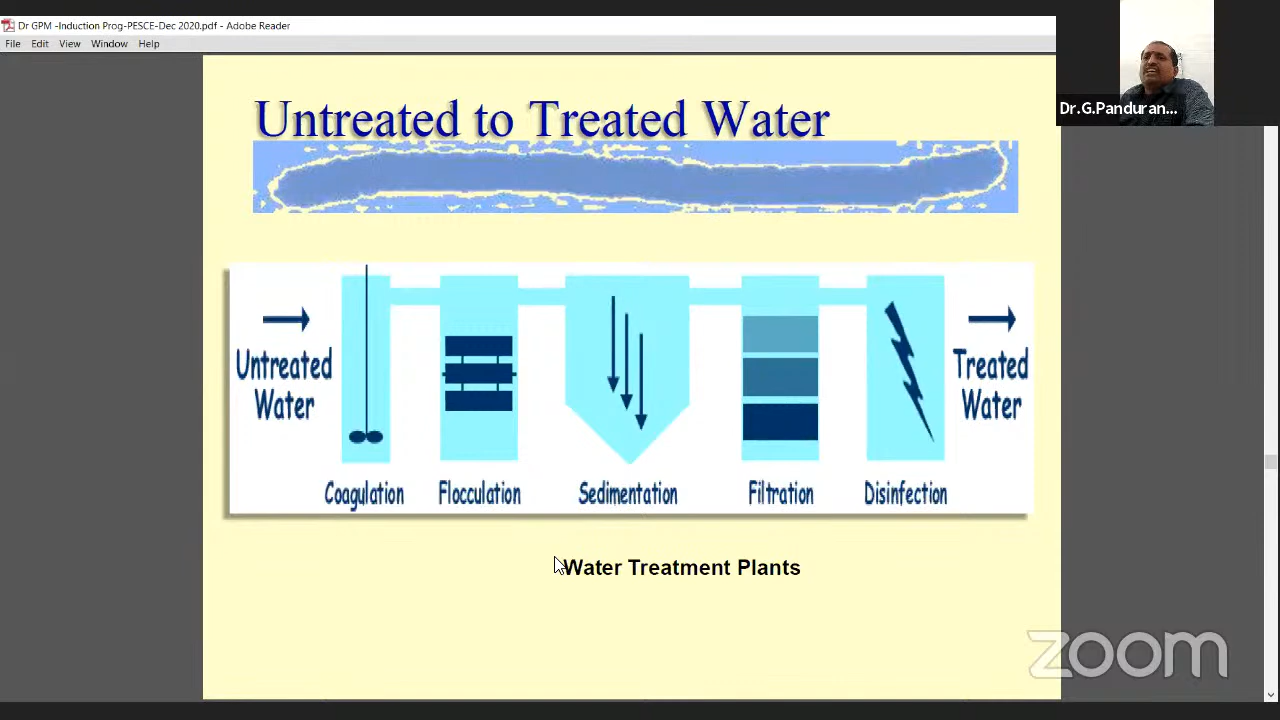 Dr GPM -Induction Prog-PESCE-Dec 2020.pdf - Adobe Reader
File Edit View Window Help
Dr.G.Panduran...
Untreated to Treated Water
Untreated
Water
Treated
Water
Coagulation Flocculation Sedimentation Filtration Disinfection
Water Treatment Plants
zoom